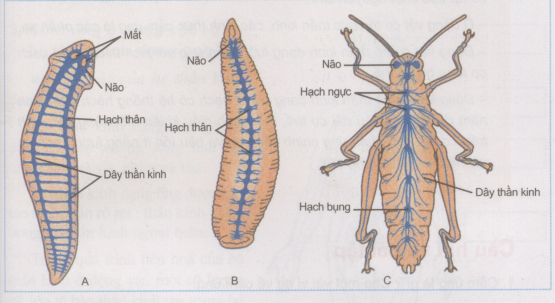 Mắt
Não
Hạch thân
Dây thần kinh
A
Não
Hạch thân
B
Não
Hạch ngực
Dây thần kinh
Hạch bụng
C